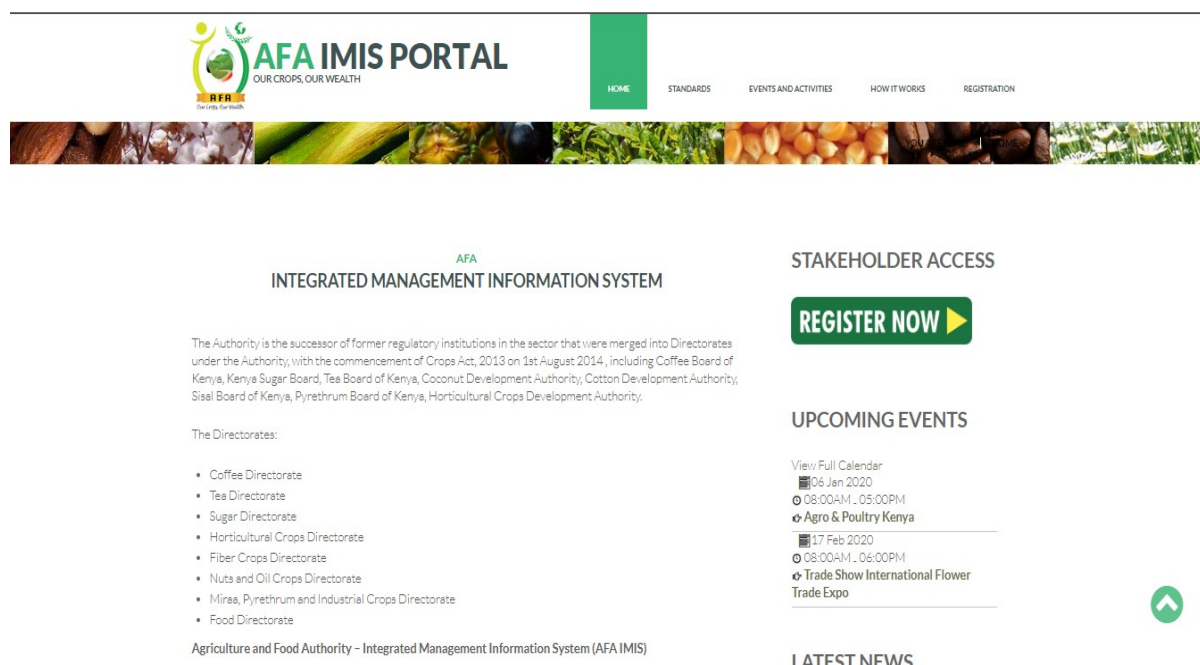 AFA IMIS PORTAL
OUR CROPS, OUR WEALTH
AFA
Our Crops, Our Wealth
HOME
STANDARDS
EVENTS AND ACTIVITIES
HOW IT WORKS
REGISTRATION
AFA
INTEGRATED MANAGEMENT INFORMATION SYSTEM
The Authority is the successor of former regulatory institutions in the sector that were merged into Directorates
under the Authority, with the commencement of Crops Act, 2013 on 1st August 2014 , including Coffee Board of
Kenya, Kenya Sugar Board, Tea Board of Kenya, Coconut Development Authority, Cotton Development Authority,
Sisal Board of Kenya, Pyrethrum Board of Kenya, Horticultural Crops Development Authority.
The Directorates:
• Coffee Directorate
• Tea Directorate
• Sugar Directorate
• Horticultural Crops Directorate
• Fiber Crops Directorate
• Nuts and Oil Crops Directorate
• Miraa, Pyrethrum and Industrial Crops Directorate
• Food Directorate
Agriculture and Food Authority – Integrated Management Information System (AFA IMIS)
STAKEHOLDER ACCESS
REGISTER NOW
UPCOMING EVENTS
View Full Calendar
06 Jan 2020
08:00AM - 05:00PM
Agro & Poultry Kenya
17 Feb 2020
08:00AM - 06:00PM
Trade Show International Flower
Trade Expo
LATEST NEWS